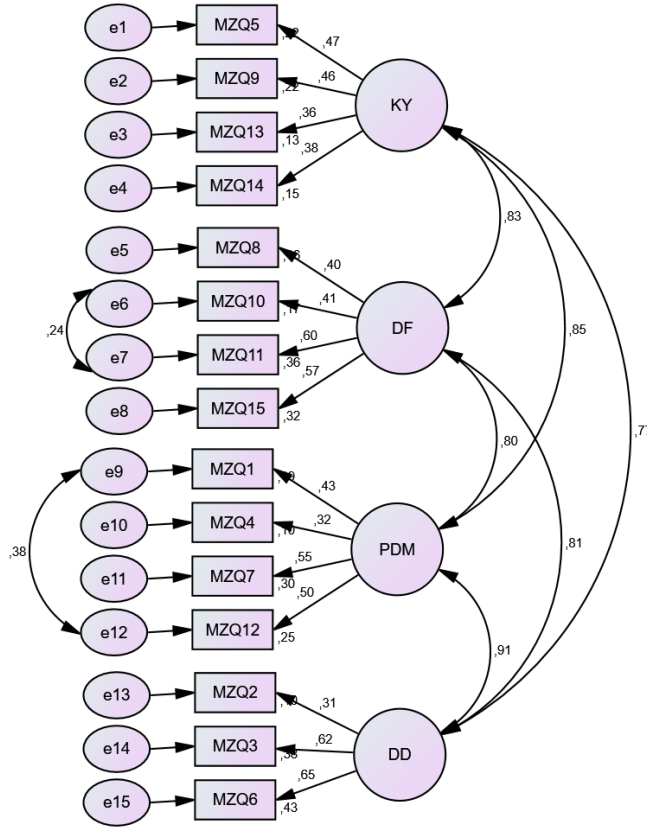 e1 MZQ5 ,47
e2 MZQ9 ,22 ,46 KY
e3 MZQ13 ,13 ,36
e4 MZQ14 ,15 ,38
,83
e5 MZQ8 ,40
e6 MZQ10 ,41
,24 DF ,85
e7 MZQ11 ,36 ,60
e8 MZQ15 ,32 ,57
,77
,80
e9 MZQ1 ,43
e10 MZQ4 ,32
,38 PDM ,81
e11 MZQ7 ,30 ,55
e12 MZQ12 ,25 ,50
,91
e13 MZQ2 ,31
e14 MZQ3 ,62 DD
e15 MZQ6 ,43 ,65